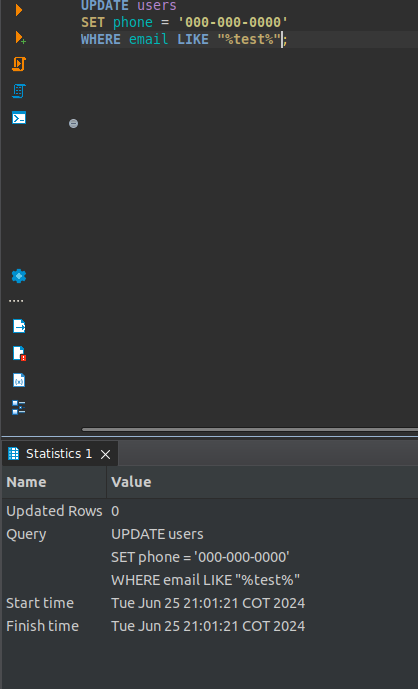 UPDATE users
SET phone = '000-000-0000'
WHERE email LIKE "%test%";
Statistics 1
Name Value
Updated Rows 0
Query UPDATE users
SET phone = '000-000-0000'
WHERE email LIKE "%test%"
Start time Tue Jun 25 21:01:21 COT 2024
Finish time Tue Jun 25 21:01:21 COT 2024